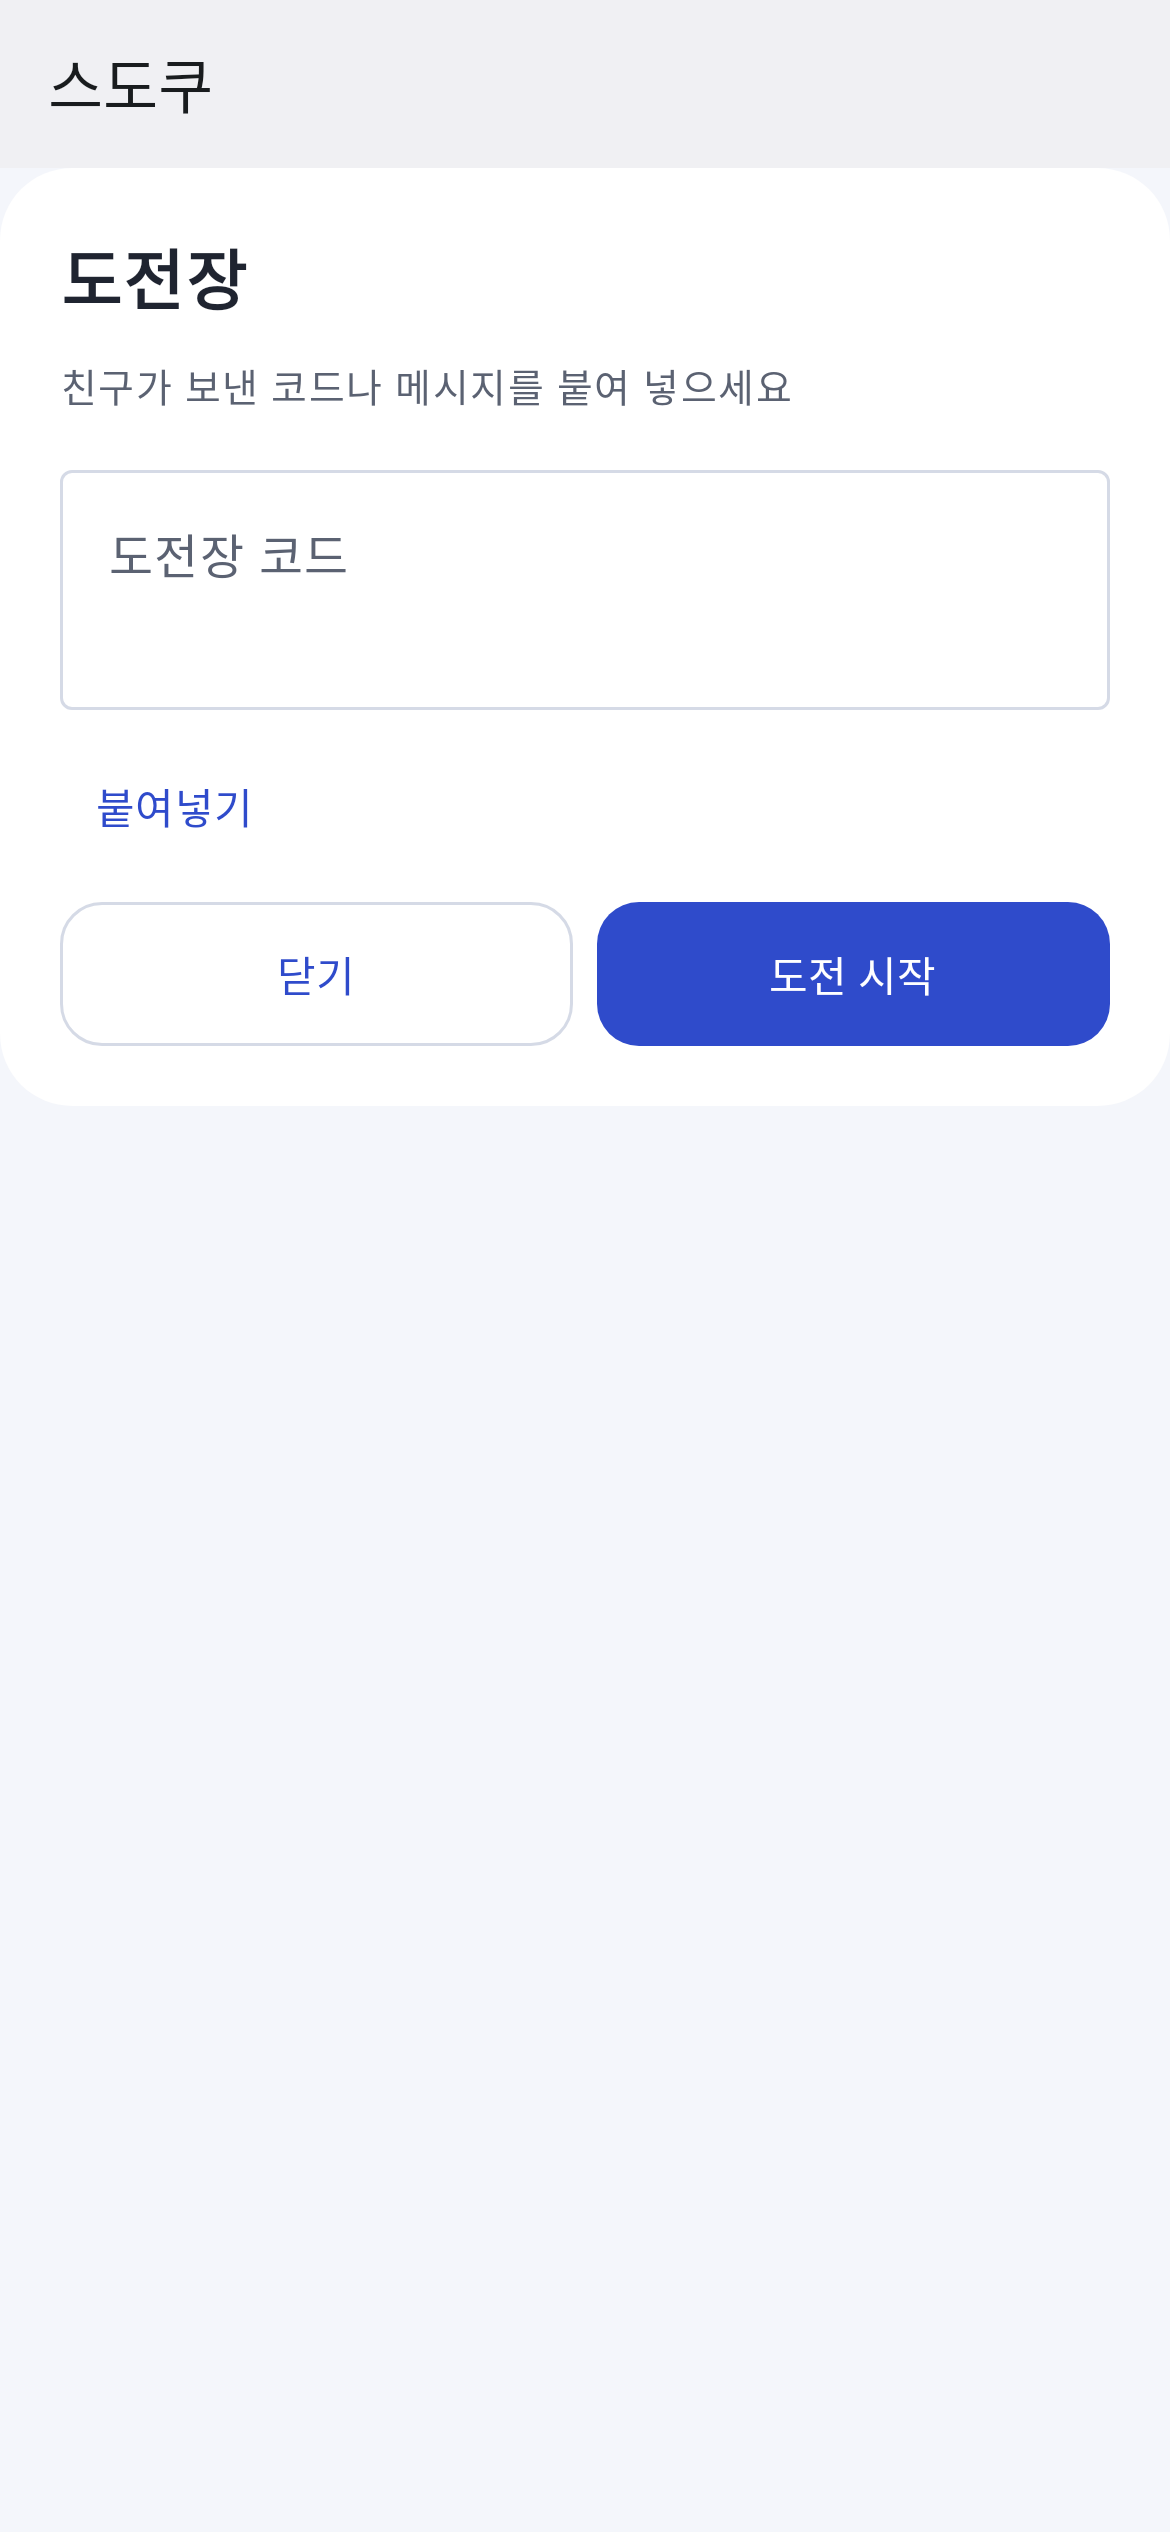 스도쿠
도전장
친구가 보낸 코드나 메시지를 붙여 넣으세요
도전장 코드
붙여넣기
닫기
도전 시작